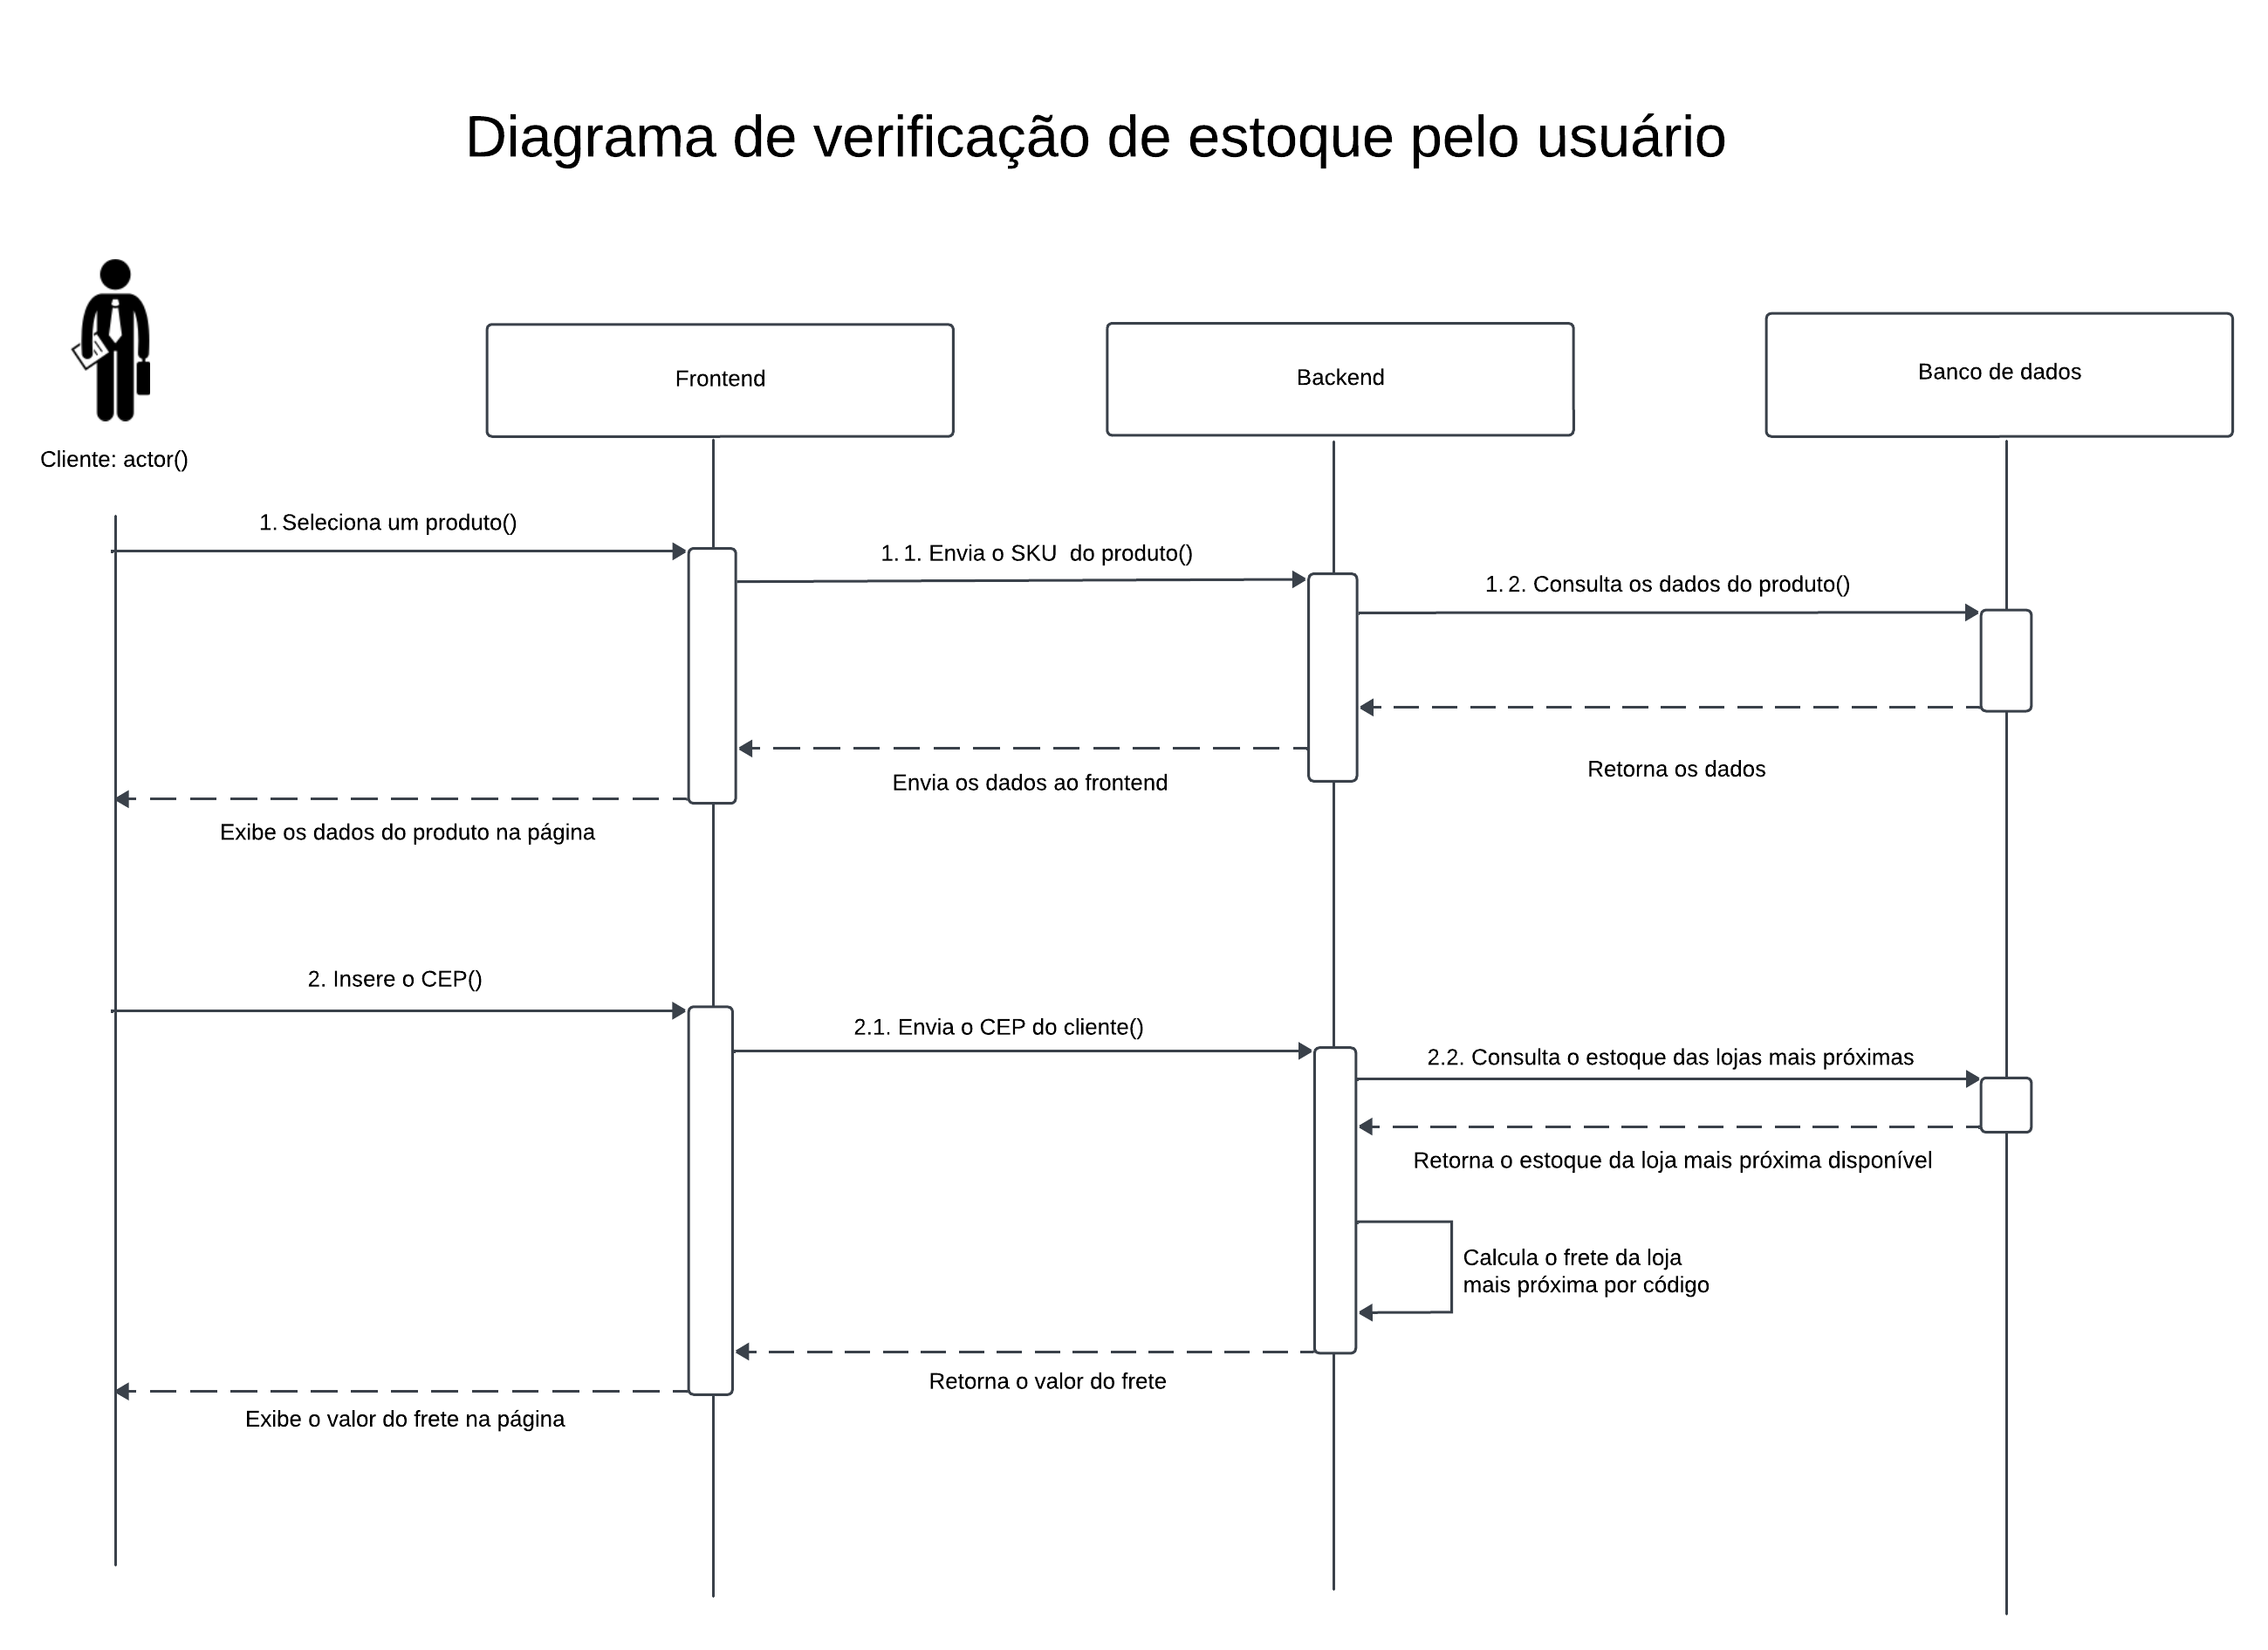 Diagrama de verificação de estoque pelo usuário
Frontend
Backend
Banco de dados
Cliente: actor()
1. Seleciona um produto()
1. 1. Envia o SKU  do produto()
1. 2. Consulta os dados do produto()
Retorna os dados
Envia os dados ao frontend
Exibe os dados do produto na página
2. Insere o CEP()
2.1. Envia o CEP do cliente()
2.2. Consulta o estoque das lojas mais próximas
Retorna o estoque da loja mais próxima disponível
Calcula o frete da loja
mais próxima por código
Retorna o valor do frete
Exibe o valor do frete na página